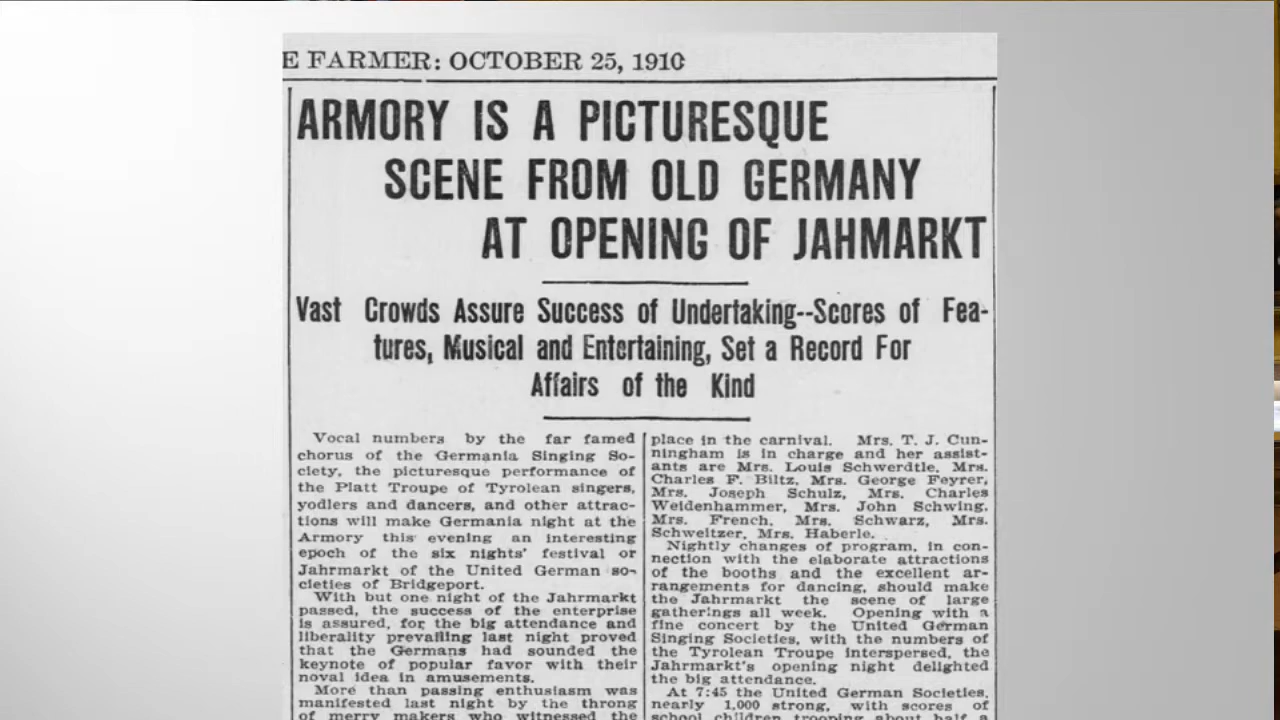 E FARMER: OCTOBER 25, 1910
ARMORY IS A PICTURESQUE
SCENE FROM OLD GERMANY
AT OPENING OF JAHMARKT
Vast Crowds Assure Success of Undertaking--Scores of Fea-
tures, Musical and Entertaining, Set a Record For
Affairs of the Kind
Vocal numbers by the far famed
chorus of the Germania Singing So-
ciety, the picturesque performance of
the Platt Troupe of Tyrolean singers,
yodlers and dancers, and other attrac-
tions will make Germania night at the
Armory this evening an interesting
epoch of the six nights' festival or
Jahrmarkt of the United German so-
cieties of Bridgeport.
With but one night of the Jahrmarkt
passed, the success of the enterprise
is assured, for the big attendance and
liberality prevailing last night proved
that the Germans had sounded the
keynote of popular favor with their
noval idea in amusements.
More than passing enthusiasm was
manifested last night by the throng
of merry makers who witnessed the
place in the carnival. Mrs. T. J. Cun-
ningham is in charge and her assist-
ants are Mrs. Louis Schwerdtle, Mrs.
Charles F. Biltz, Mrs. George Feyrer,
Mrs. Joseph Schulz, Mrs. Charles
Weidenhammer, Mrs. John Schwing.
Mrs. French, Mrs. Schwarz, Mrs.
Schweitzer, Mrs. Haberle.
Nightly changes of program, in con-
nection with the elaborate attractions
of the booths and the excellent ar-
rangements for dancing, should make
the Jahrmarkt the scene of large
gatherings all week. Opening with a
fine concert by the United German
Singing Societies, with the numbers of
the Tyrolean Troupe interspersed, the
Jahrmarkt's opening night delighted
the big attendance.
At 7:45 the United German Societies,
nearly 1,000 strong, with scores of
school children trooping about half a